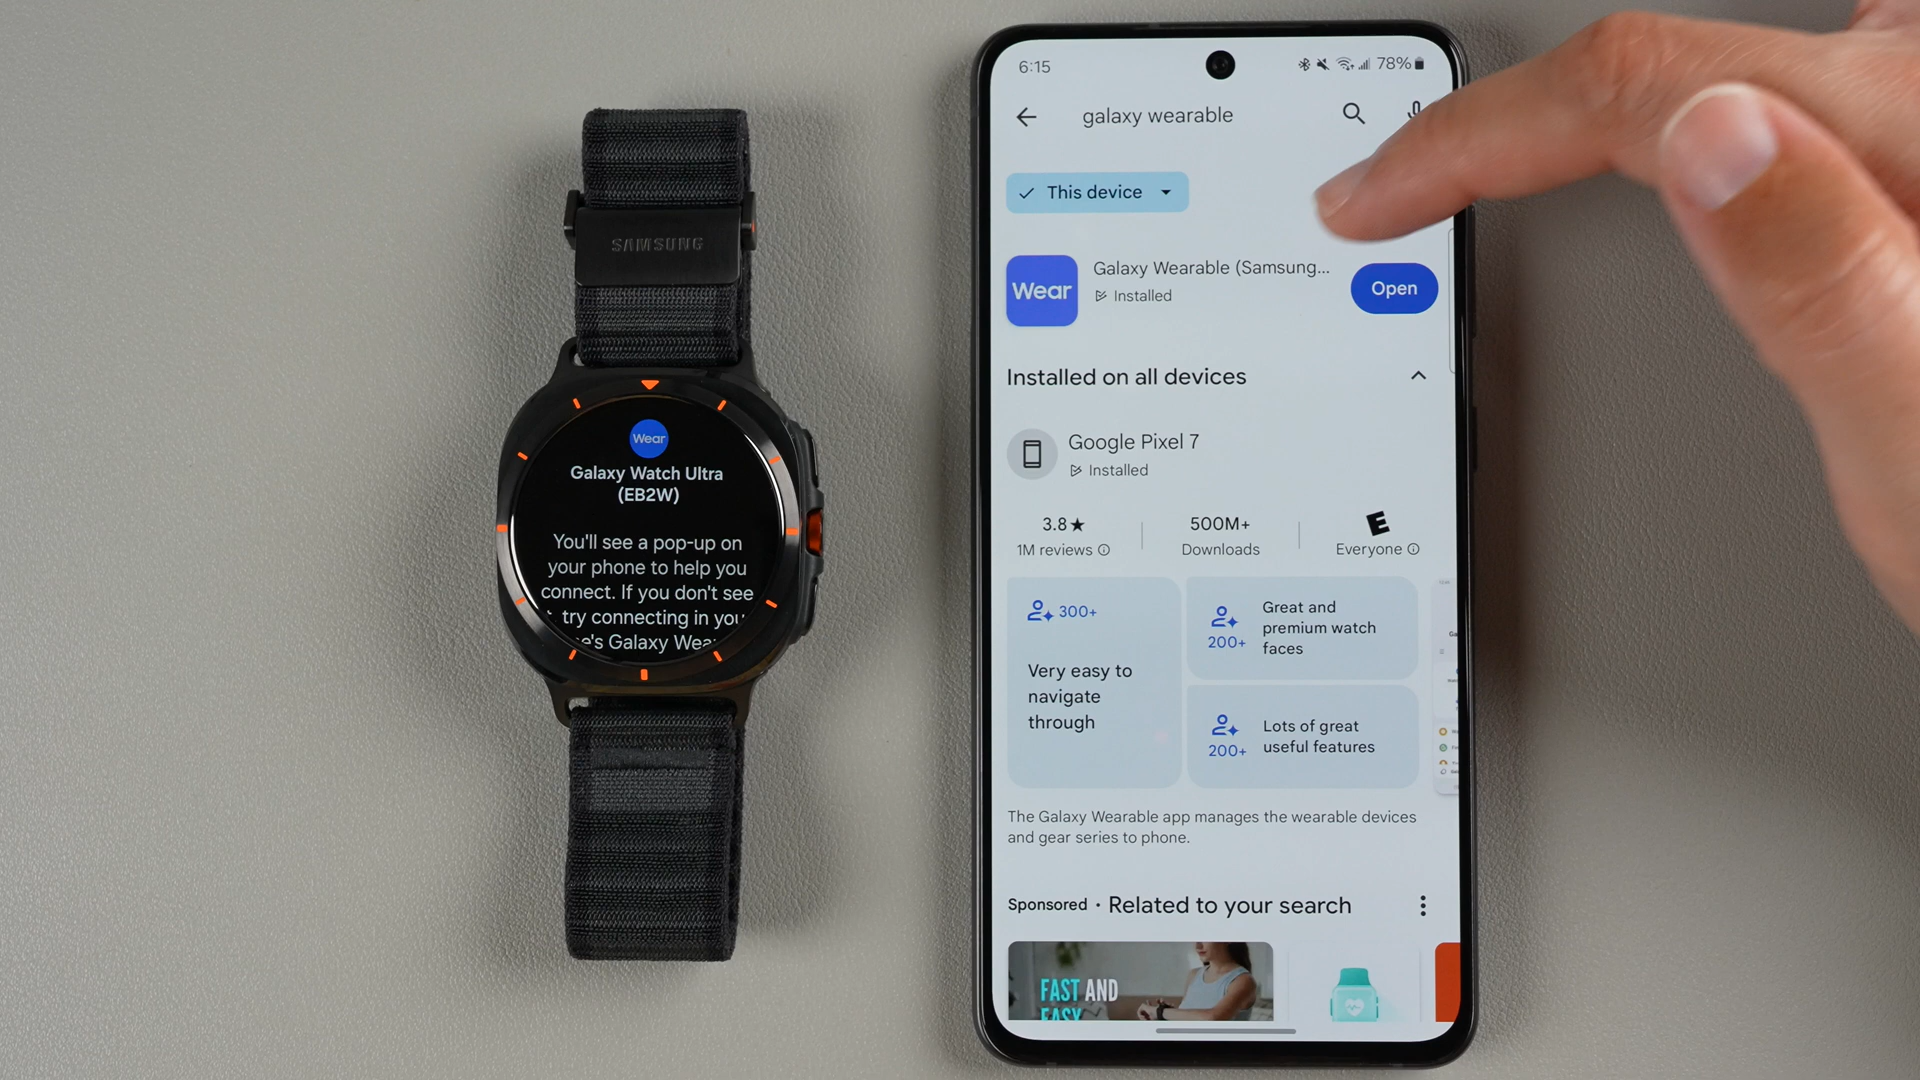 SAMSUNG
Wear
Galaxy Watch Ultra
(EB2W)
You'll see a pop-up on
your phone to help you
connect. If you don't see
try connecting in you
e's Galaxy Wea
6:15
78%
galaxy wearable
This device
Wear
Galaxy Wearable (Samsung...
Installed
Open
Installed on all devices
Google Pixel 7
Installed
3.8★
1M reviews
500M+
Downloads
E
Everyone
300+
Very easy to
navigate
through
200+
Great and
premium watch
faces
200+
Lots of great
useful features
The Galaxy Wearable app manages the wearable devices
and gear series to phone.
Sponsored • Related to your search
FAST AND
EASY